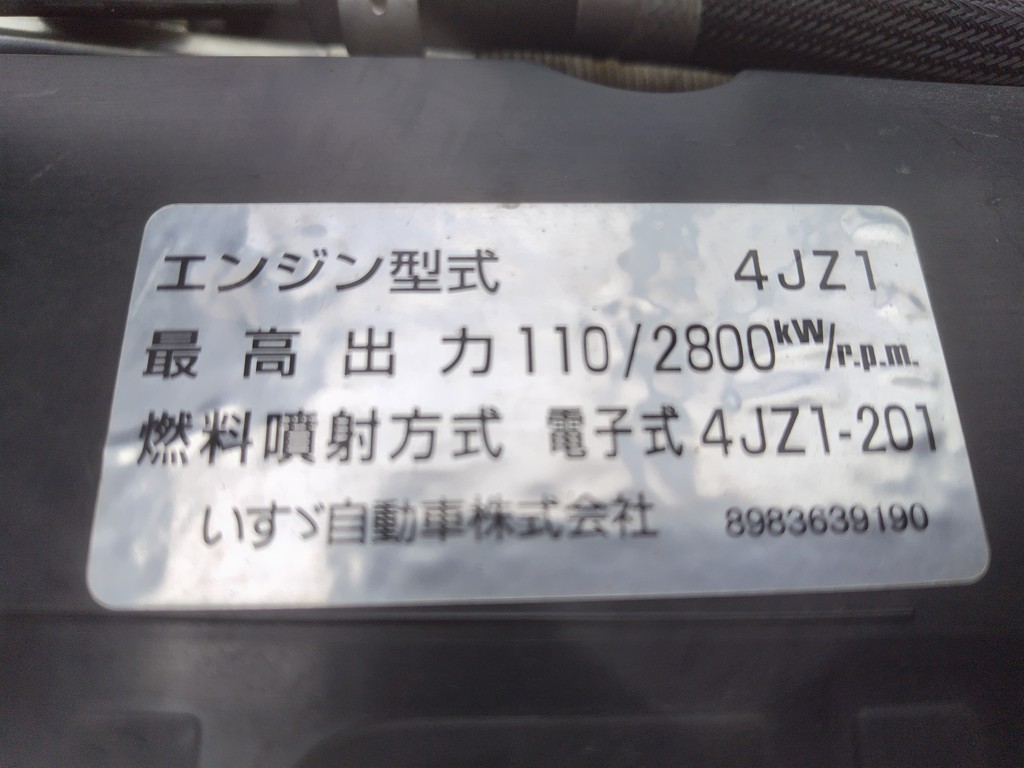 エンジン型式 4JZ1
最高出力 110/2800kW/r.p.m.
燃料噴射方式 電子式 4JZ1-201
いすゞ自動車株式会社 8983639190